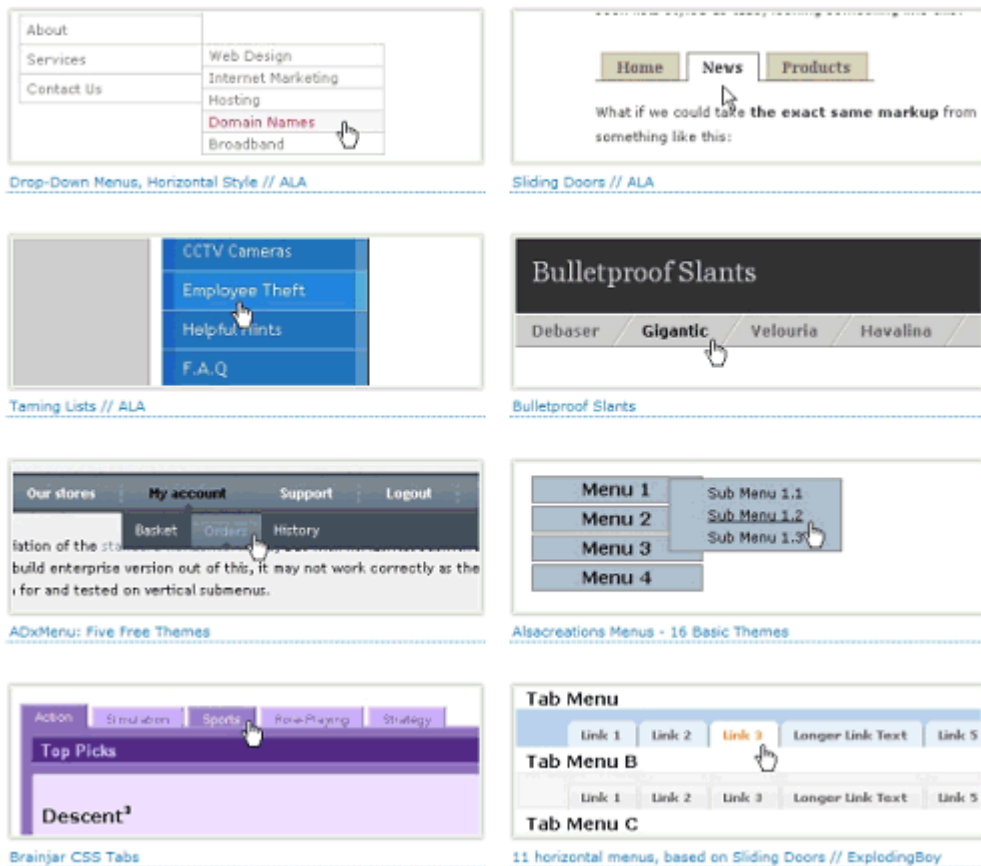 About
Services
Contact Us
Web Design
Internet Marketing
Hosting
Domain Names
Broadband
Drop-Down Menus, Horizontal Style // ALA
Home News Products
What if we could take the exact same markup from
something like this:
Sliding Doors // ALA
CCTV Cameras
Employee Theft
Helpful Hints
F.A.Q
Taming Lists // ALA
Bulletproof Slants
Debaser Gigantic Velouria Havalina
Bulletproof Slants
Our stores My account Support Logout
Basket Orders History
iation of the
build enterprise version out of this, it may not work correctly as the
for and tested on vertical submenus.
ADxMenu: Five Free Themes
Menu 1
Menu 2
Menu 3
Menu 4
Sub Menu 1.1
Sub Menu 1.2
Sub Menu 1.3
Alsacreations Menus - 16 Basic Themes
Action Simulation Sports Role-Playing Strategy
Top Picks
Descent³
Brainjar CSS Tabs
Tab Menu
Link 1 Link 2 Link 3 Longer Link Text Link 5
Tab Menu B
Link 1 Link 2 Link 3 Longer Link Text Link 5
Tab Menu C
11 horizontal menus, based on Sliding Doors // ExplodingBoy